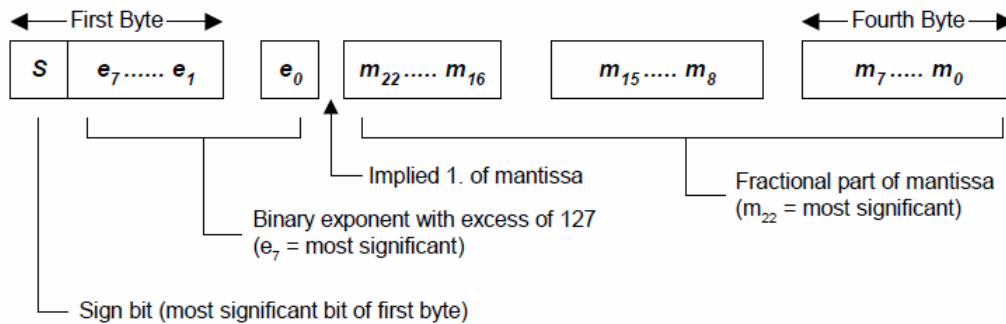 First Byte
Fourth Byte
S e₇...... e₁ e₀ m₂₂..... m₁₆ m₁₅..... m₈ m₇..... m₀
Implied 1. of mantissa
Fractional part of mantissa
(m₂₂ = most significant)
Binary exponent with excess of 127
(e₇ = most significant)
Sign bit (most significant bit of first byte)